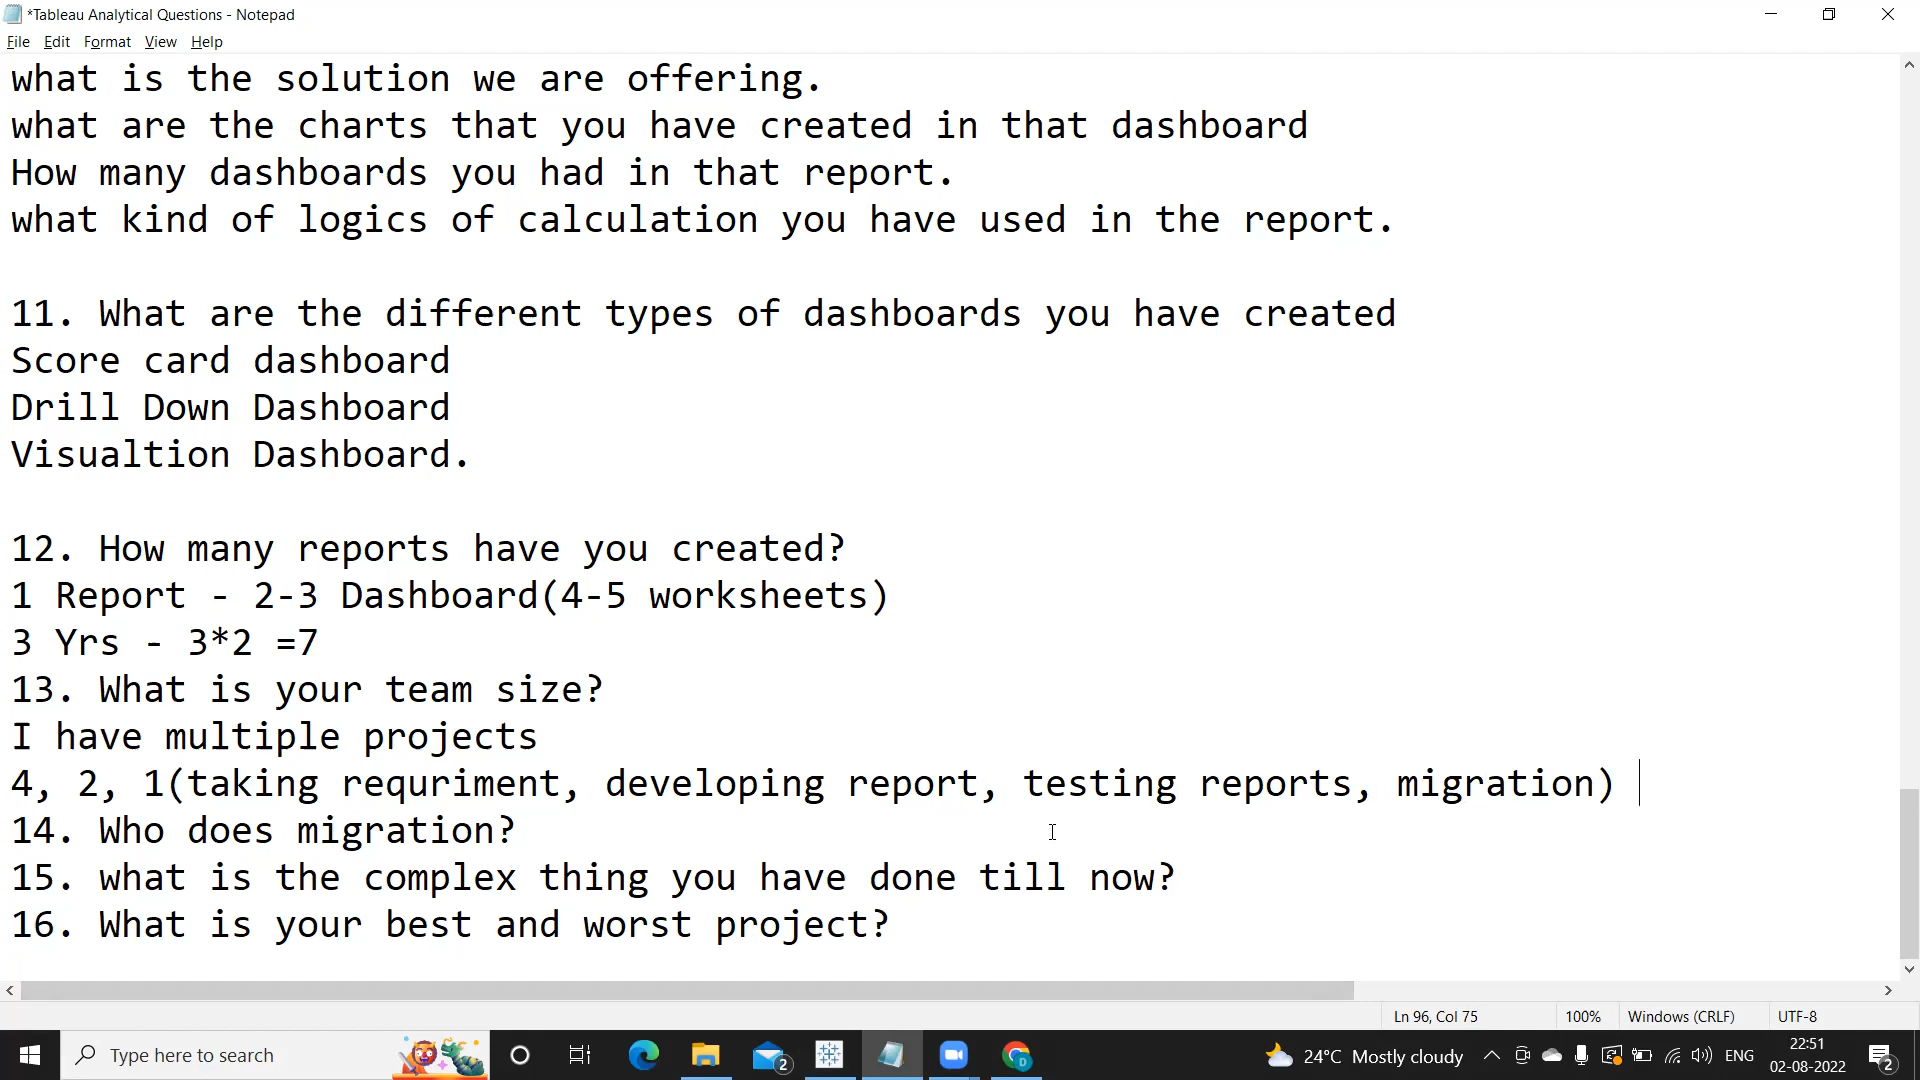 *Tableau Analytical Questions - Notepad
File Edit Format View Help
what is the solution we are offering.
what are the charts that you have created in that dashboard
How many dashboards you had in that report.
what kind of logics of calculation you have used in the report.
11. What are the different types of dashboards you have created
Score card dashboard
Drill Down Dashboard
Visualtion Dashboard.
12. How many reports have you created?
1 Report - 2-3 Dashboard(4-5 worksheets)
3 Yrs - 3*2 =7
13. What is your team size?
I have multiple projects
4, 2, 1(taking requriment, developing report, testing reports, migration)
14. Who does migration?
15. what is the complex thing you have done till now?
16. What is your best and worst project?
Ln 96, Col 75 100% Windows (CRLF) UTF-8
Type here to search 2 D 24°C Mostly cloudy ENG 22:51 2
02-08-2022